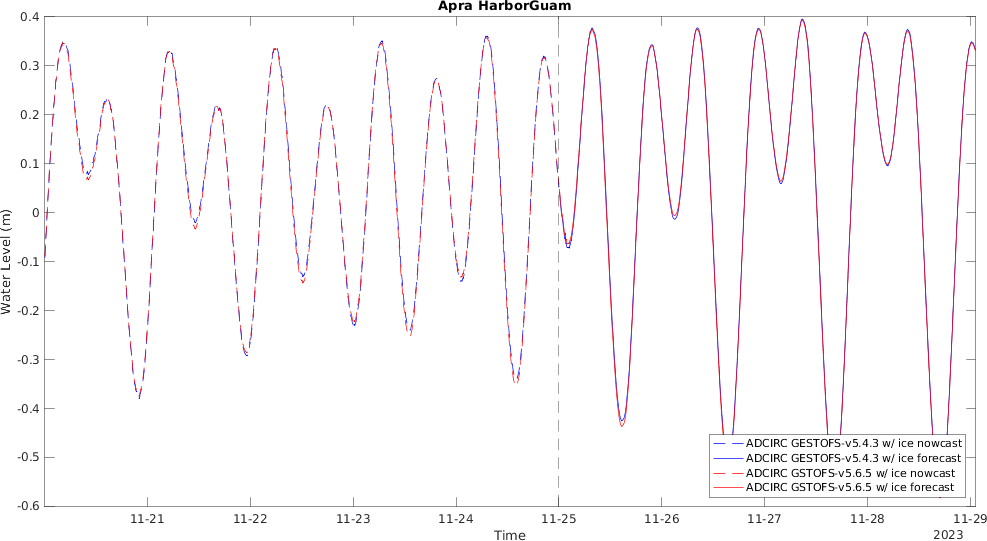 Apra HarborGuam
0.4
0.3
0.2
0.1
0
-0.1
-0.2
-0.3
-0.4
-0.5
-0.6
Water Level (m)
ADCIRC GESTOFS-v5.4.3 w/ ice nowcast
ADCIRC GESTOFS-v5.4.3 w/ ice forecast
ADCIRC GSTOFS-v5.6.5 w/ ice nowcast
ADCIRC GSTOFS-v5.6.5 w/ ice forecast
11-21 11-22 11-23 11-24 11-25 11-26 11-27 11-28 11-29
Time
2023